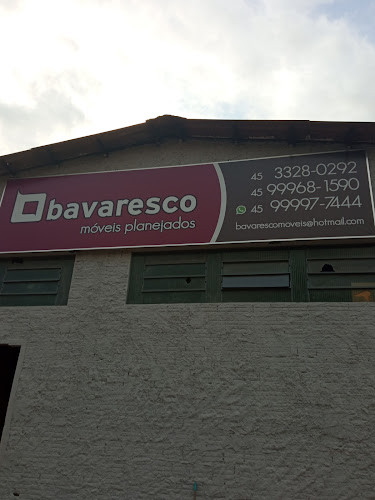 bavaresco
móveis planejados
45 3328-0292
45 99968-1590
45 99997-7444
bavarescomoveis@hotmail.com